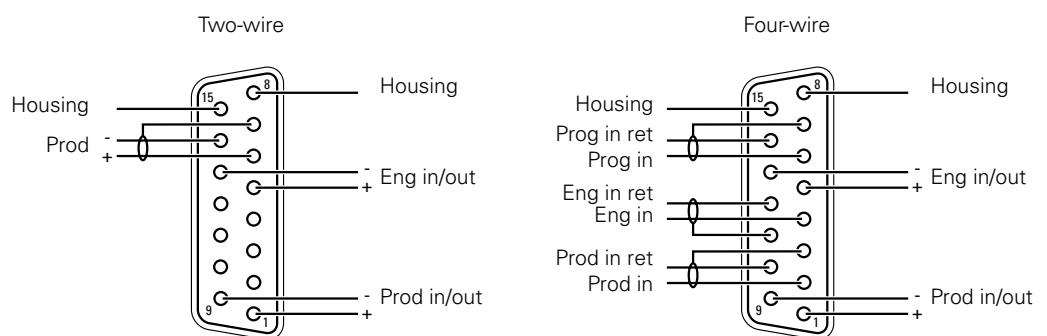 Two-wire
8
Housing
15
Housing
Prod
-
+
-
Eng in/out
+
-
Prod in/out
9
1
+
Four-wire
8
Housing
15
Housing
Prog in ret
Prog in
-
Eng in/out
+
Eng in ret
Eng in
Prod in ret
Prod in
-
Prod in/out
9
1
+